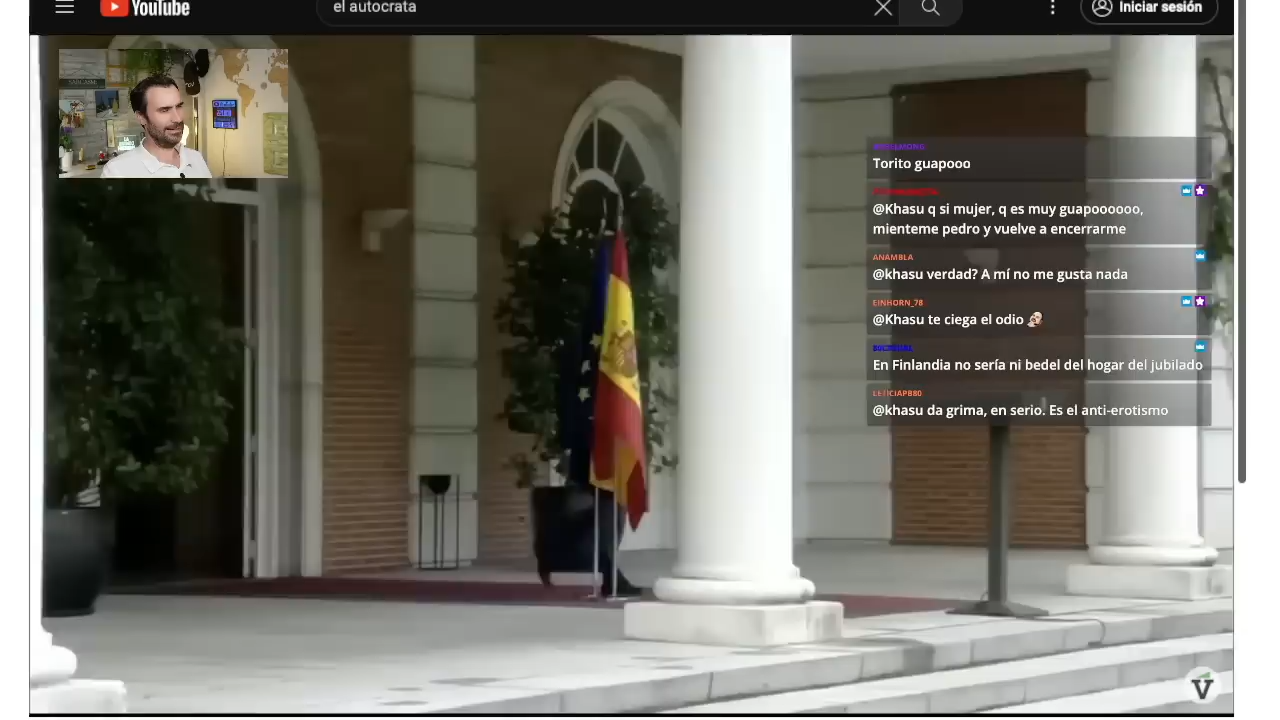 YouTube
el autocrata
Iniciar sesión
Torito guapooo
@Khasu q si mujer, q es muy guapoooooo,
mienteme pedro y vuelve a encerrarme
ANAMBLA
@khasu verdad? A mí no me gusta nada
EINHORN_78
@Khasu te ciega el odio
En Finlandia no sería ni bedel del hogar del jubilado
LETICIAPB80
@khasu da grima, en serio. Es el anti-erotismo
V